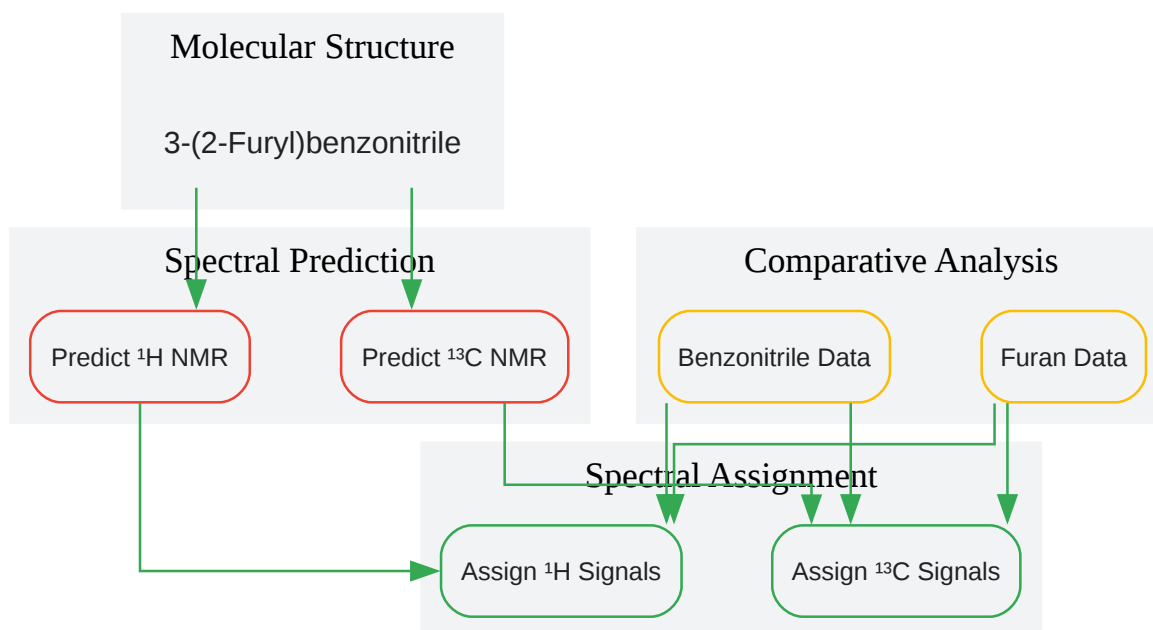 Molecular Structure
3-(2-Furyl)benzonitrile
Spectral Prediction
Comparative Analysis
Predict ¹H NMR
Predict ¹³C NMR
Benzonitrile Data
Furan Data
Spectral Assignment
Assign ¹H Signals
Assign ¹³C Signals